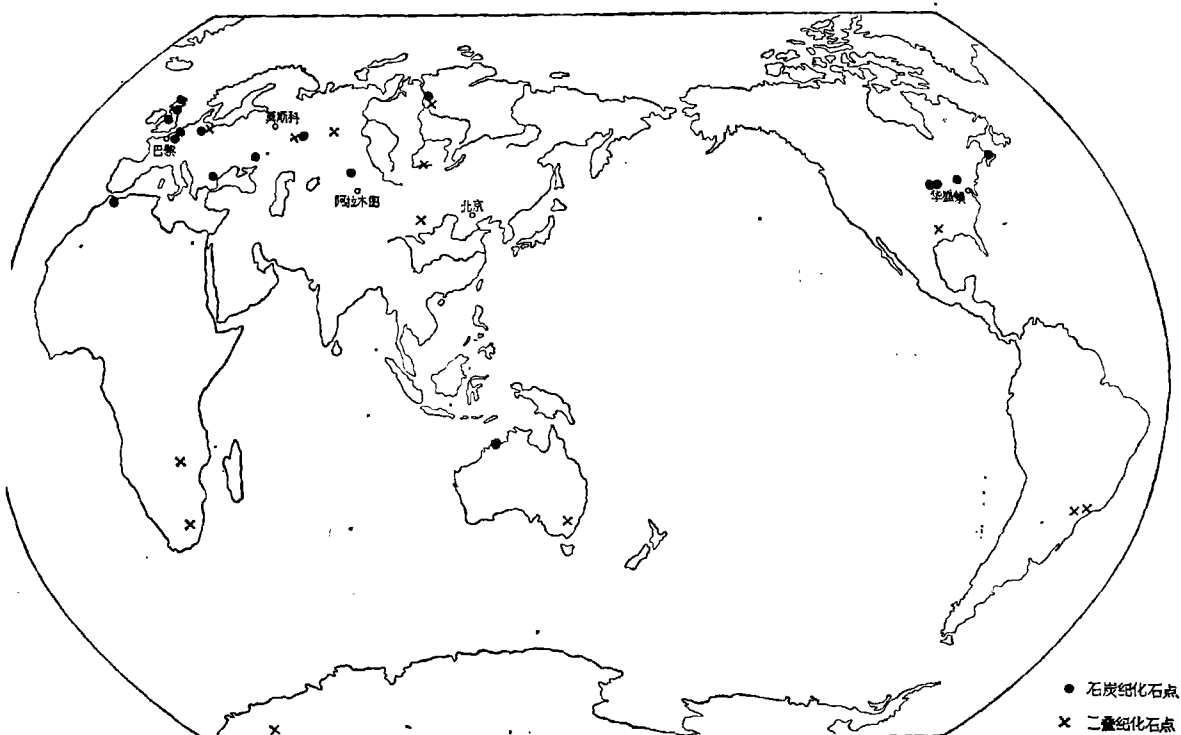 莫斯科
巴黎
阿拉木图
北京
华盛顿
石炭纪化石点
二叠纪化石点